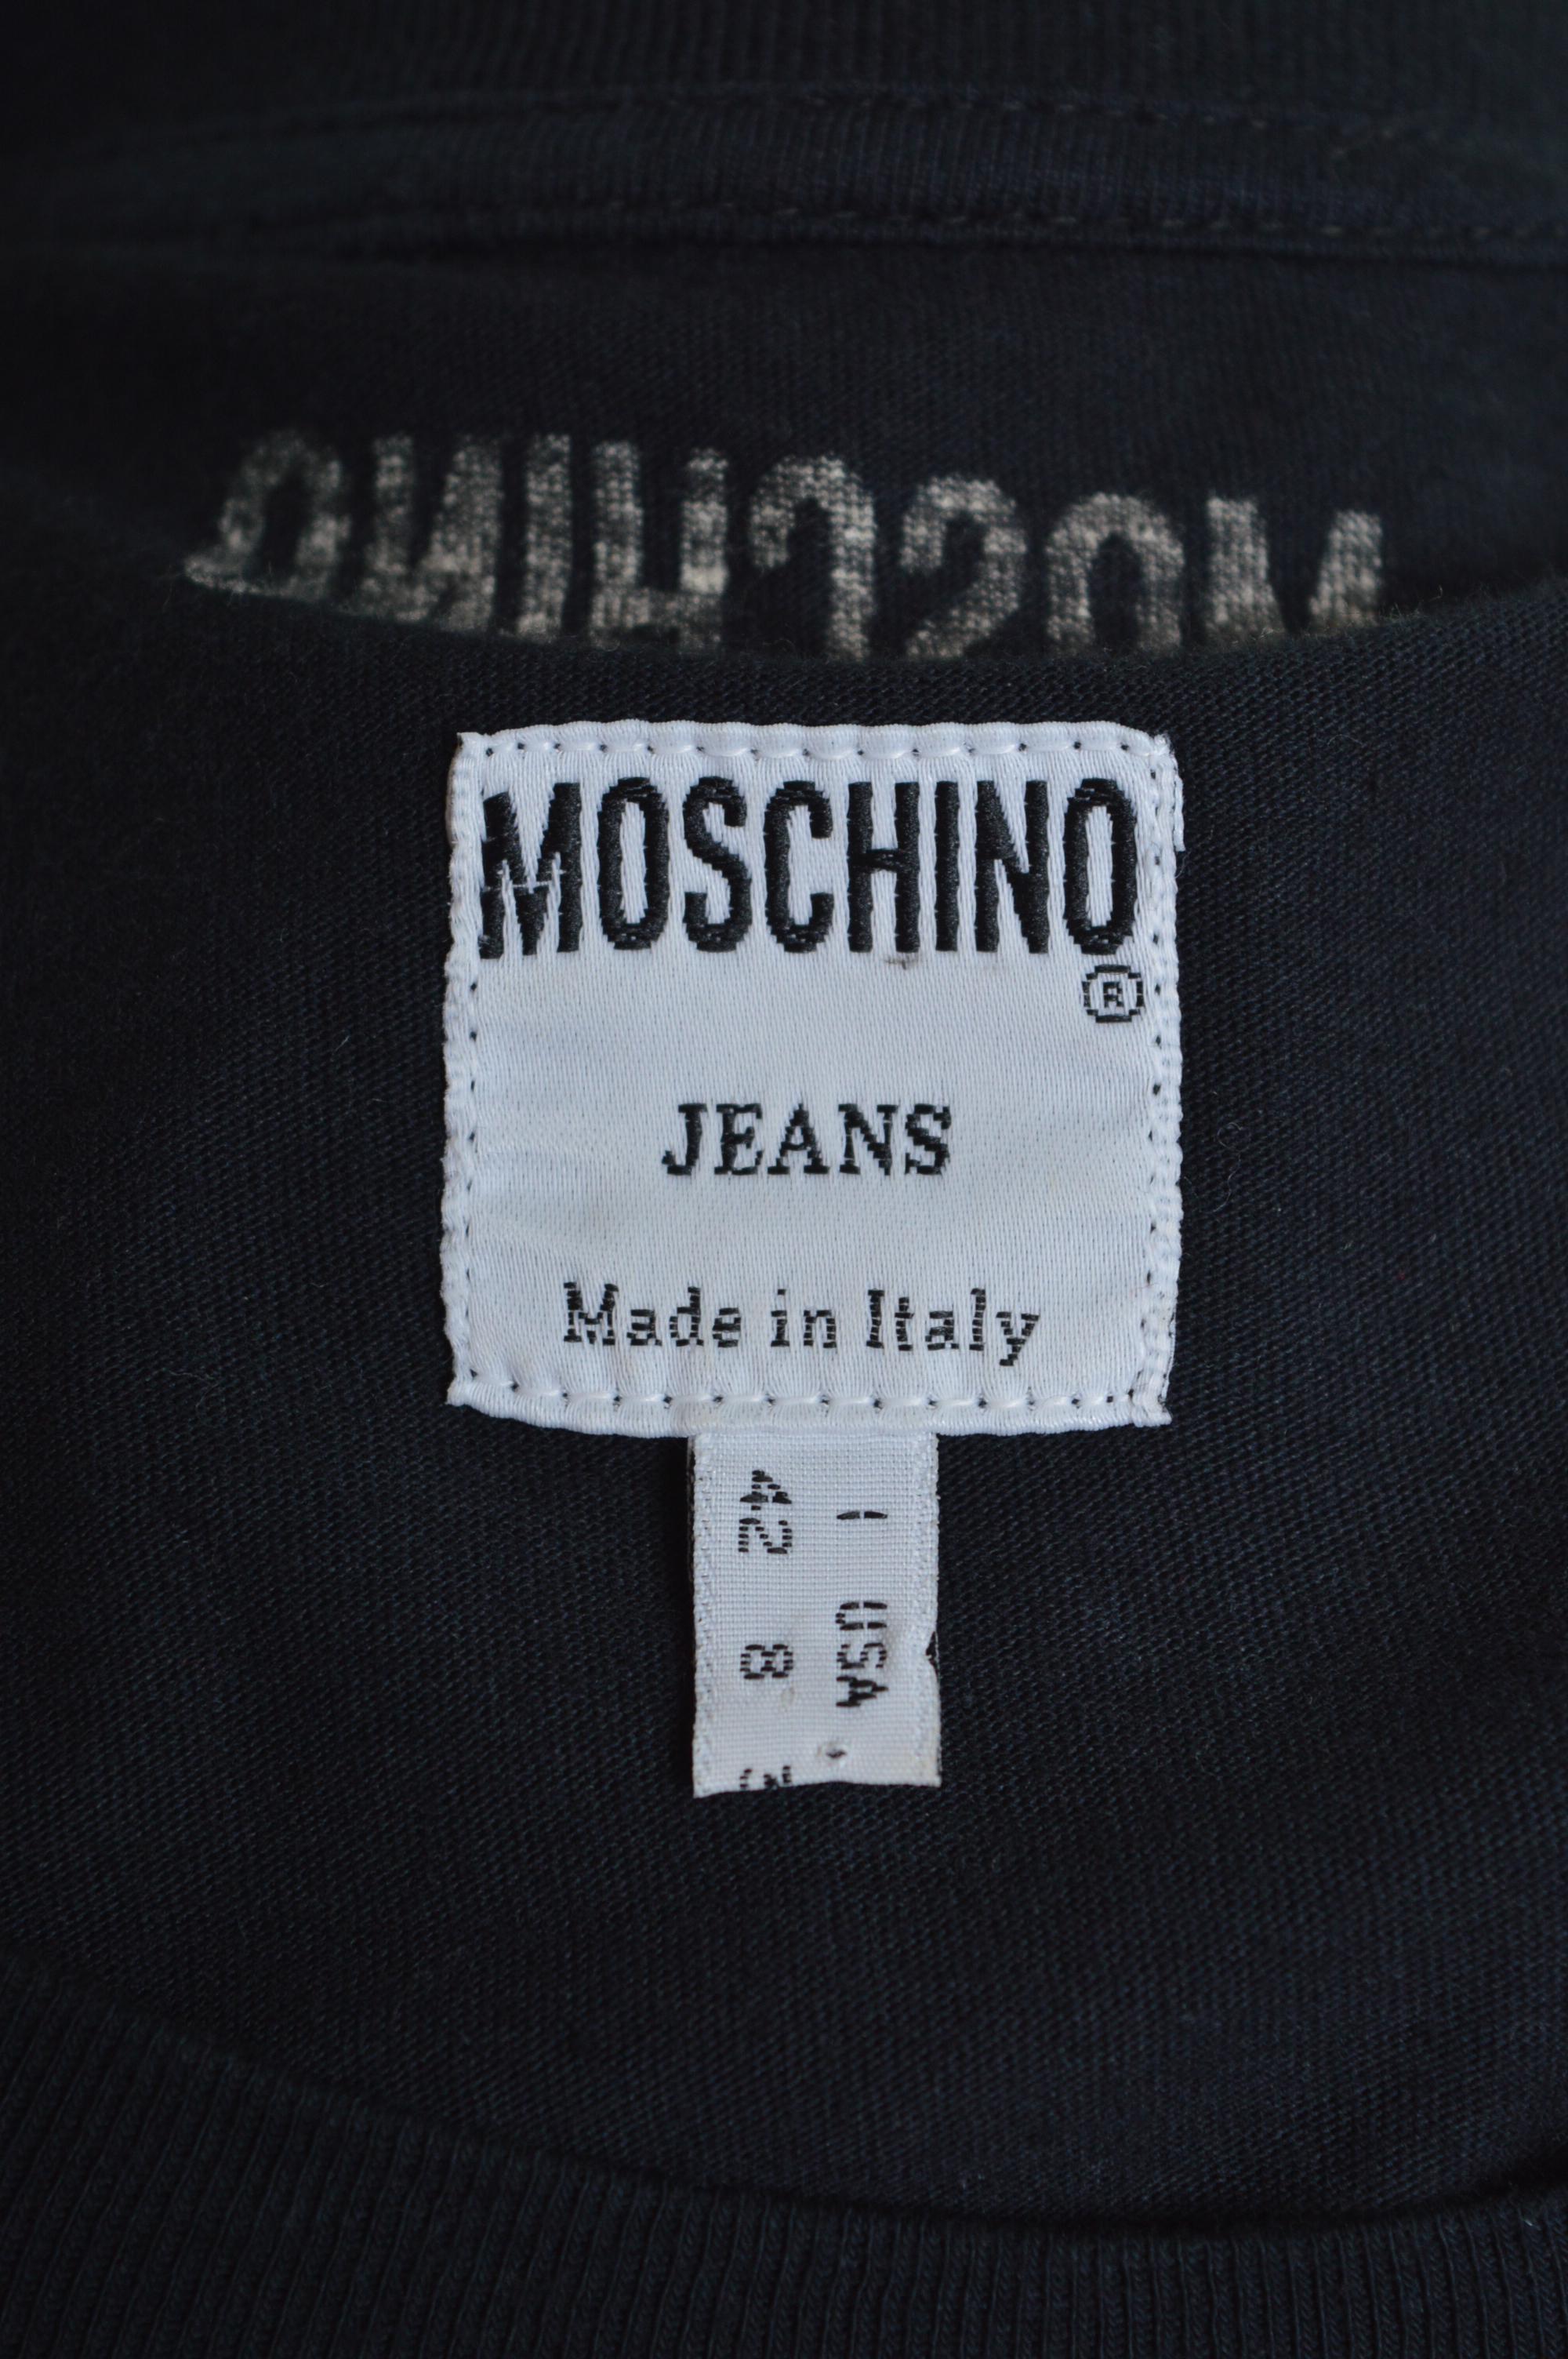 MOSCHINO
MOSCHINO
®
JEANS
Made in Italy
I 42
USA 8